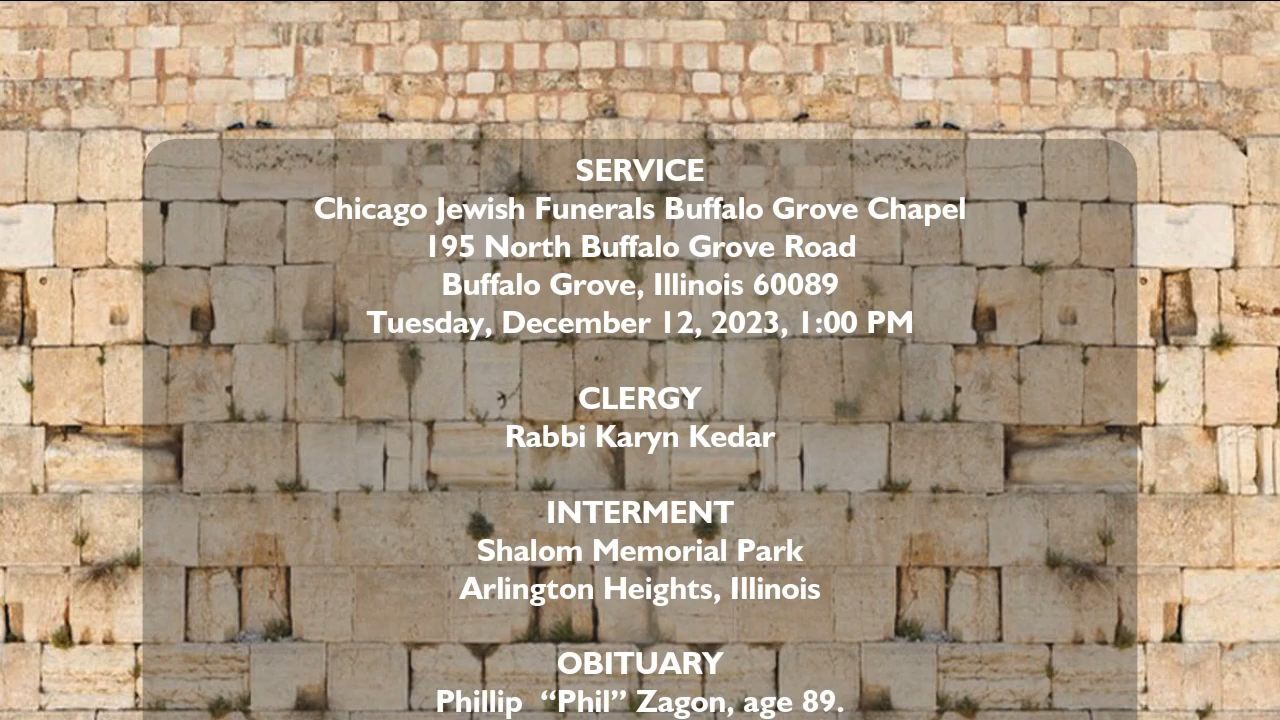 SERVICE
Chicago Jewish Funerals Buffalo Grove Chapel
195 North Buffalo Grove Road
Buffalo Grove, Illinois 60089
Tuesday, December 12, 2023, 1:00 PM
CLERGY
Rabbi Karyn Kedar
INTERMENT
Shalom Memorial Park
Arlington Heights, Illinois
OBITUARY
Phillip  “Phil” Zagon, age 89.